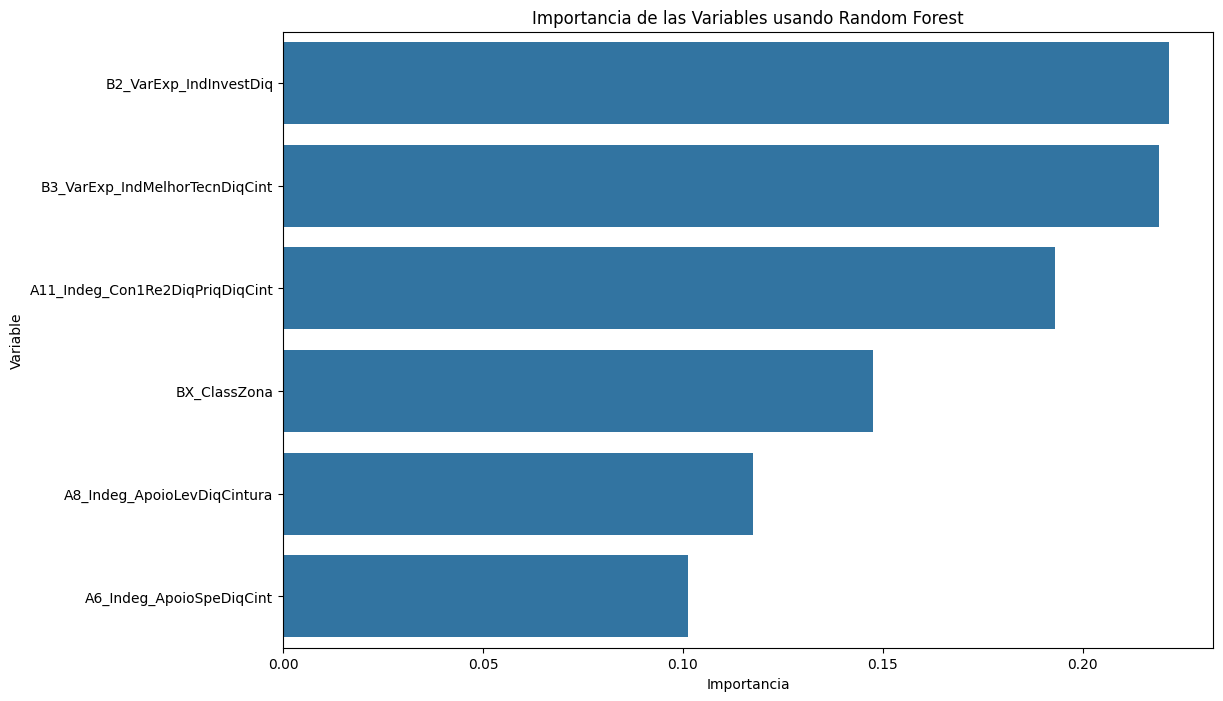 Importancia de las Variables usando Random Forest
B2_VarExp_IndInvestDiq
B3_VarExp_IndMelhorTecnDiqCint
A11_Indeg_Con1Re2DiqPriqDiqCint
BX_ClassZona
A8_Indeg_ApoioLevDiqCintura
A6_Indeg_ApoioSpeDiqCint
Variable
0.00 0.05 0.10 0.15 0.20
Importancia